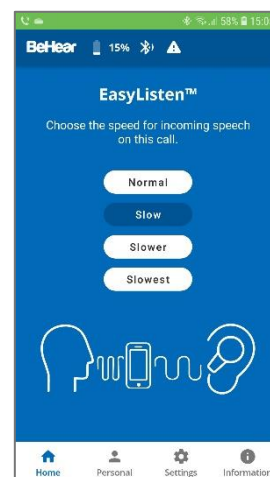 58% 15:0
BeHear 15%
EasyListen™
Choose the speed for incoming speech
on this call.
Normal
Slow
Slower
Slowest
Home Personal Settings Information